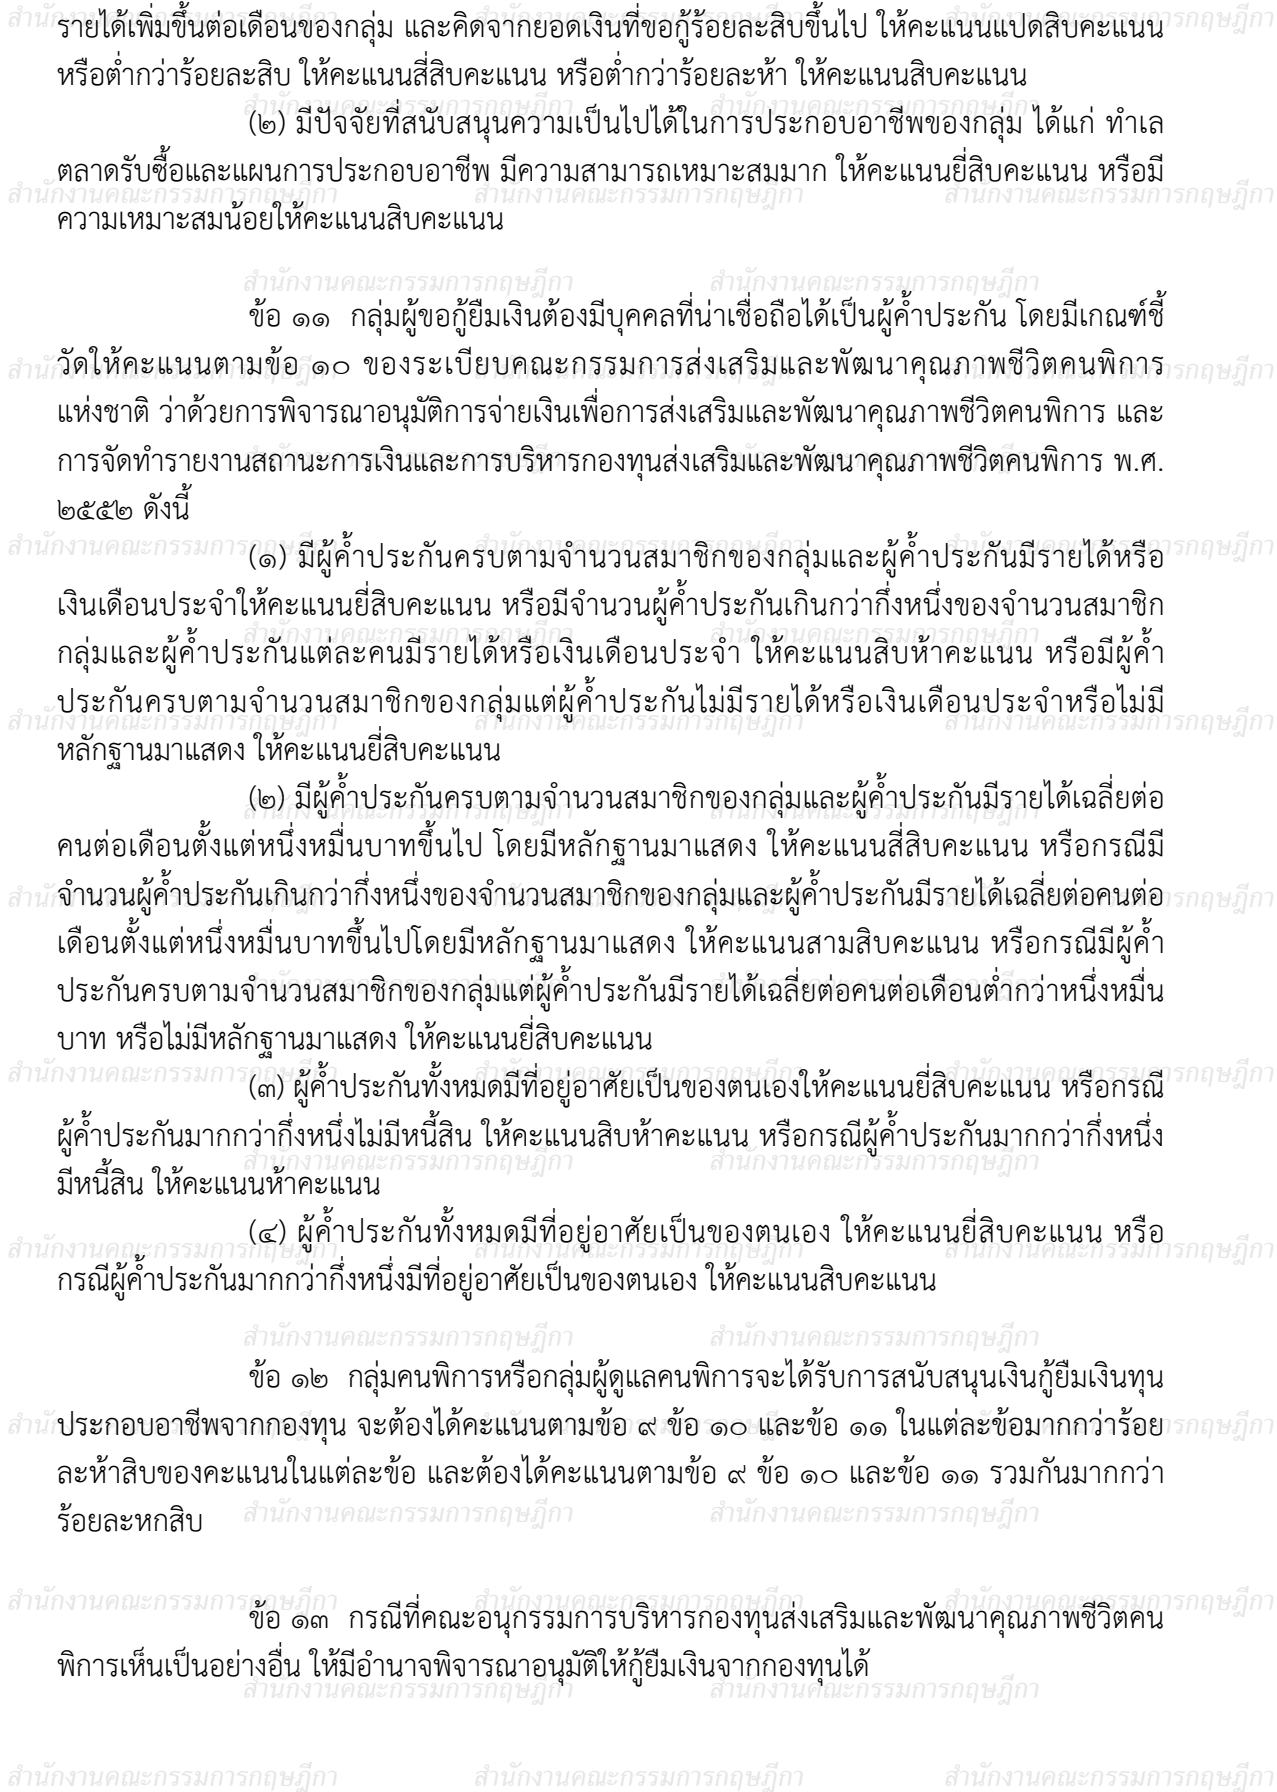 รายได้เพิ่มขึ้นต่อเดือนของกลุ่ม และคิดจากยอดเงินที่ขอกู้ร้อยละสิบขึ้นไป ให้คะแนนแปดสิบคะแนน
หรือต่ำกว่าร้อยละสิบ ให้คะแนนสี่สิบคะแนน หรือต่ำกว่าร้อยละห้า ให้คะแนนสิบคะแนน
(๒) มีปัจจัยที่สนับสนุนความเป็นไปได้ในการประกอบอาชีพของกลุ่ม ได้แก่ ทำเล
ตลาดรับซื้อและแผนการประกอบอาชีพ มีความสามารถเหมาะสมมาก ให้คะแนนยี่สิบคะแนน หรือมี
ความเหมาะสมน้อยให้คะแนนสิบคะแนน
ข้อ ๑๑ กลุ่มผู้ขอกู้ยืมเงินต้องมีบุคคลที่น่าเชื่อถือได้เป็นผู้ค้ำประกัน โดยมีเกณฑ์ชี้
วัดให้คะแนนตามข้อ ๑๐ ของระเบียบคณะกรรมการส่งเสริมและพัฒนาคุณภาพชีวิตคนพิการ
แห่งชาติ ว่าด้วยการพิจารณาอนุมัติการจ่ายเงินเพื่อการส่งเสริมและพัฒนาคุณภาพชีวิตคนพิการ และ
การจัดทำรายงานสถานะการเงินและการบริหารกองทุนส่งเสริมและพัฒนาคุณภาพชีวิตคนพิการ พ.ศ.
๒๕๕๒ ดังนี้
(๑) มีผู้ค้ำประกันครบตามจำนวนสมาชิกของกลุ่มและผู้ค้ำประกันมีรายได้หรือ
เงินเดือนประจำให้คะแนนยี่สิบคะแนน หรือมีจำนวนผู้ค้ำประกันเกินกว่ากึ่งหนึ่งของจำนวนสมาชิก
กลุ่มและผู้ค้ำประกันแต่ละคนมีรายได้หรือเงินเดือนประจำ ให้คะแนนสิบห้าคะแนน หรือมีผู้ค้ำ
ประกันครบตามจำนวนสมาชิกของกลุ่มแต่ผู้ค้ำประกันไม่มีรายได้หรือเงินเดือนประจำหรือไม่มี
หลักฐานมาแสดง ให้คะแนนยี่สิบคะแนน
(๒) มีผู้ค้ำประกันครบตามจำนวนสมาชิกของกลุ่มและผู้ค้ำประกันมีรายได้เฉลี่ยต่อ
คนต่อเดือนตั้งแต่หนึ่งหมื่นบาทขึ้นไป โดยมีหลักฐานมาแสดง ให้คะแนนสี่สิบคะแนน หรือกรณีมี
จำนวนผู้ค้ำประกันเกินกว่ากึ่งหนึ่งของจำนวนสมาชิกของกลุ่มและผู้ค้ำประกันมีรายได้เฉลี่ยต่อคนต่อ
เดือนตั้งแต่หนึ่งหมื่นบาทขึ้นไปโดยมีหลักฐานมาแสดง ให้คะแนนสามสิบคะแนน หรือกรณีมีผู้ค้ำ
ประกันครบตามจำนวนสมาชิกของกลุ่มแต่ผู้ค้ำประกันมีรายได้เฉลี่ยต่อคนต่อเดือนต่ำกว่าหนึ่งหมื่น
บาท หรือไม่มีหลักฐานมาแสดง ให้คะแนนยี่สิบคะแนน
(๓) ผู้ค้ำประกันทั้งหมดมีที่อยู่อาศัยเป็นของตนเองให้คะแนนยี่สิบคะแนน หรือกรณี
ผู้ค้ำประกันมากกว่ากึ่งหนึ่งไม่มีหนี้สิน ให้คะแนนสิบห้าคะแนน หรือกรณีผู้ค้ำประกันมากกว่ากึ่งหนึ่ง
มีหนี้สิน ให้คะแนนห้าคะแนน
(๔) ผู้ค้ำประกันทั้งหมดมีที่อยู่อาศัยเป็นของตนเอง ให้คะแนนยี่สิบคะแนน หรือ
กรณีผู้ค้ำประกันมากกว่ากึ่งหนึ่งมีที่อยู่อาศัยเป็นของตนเอง ให้คะแนนสิบคะแนน
ข้อ ๑๒ กลุ่มคนพิการหรือกลุ่มผู้ดูแลคนพิการจะได้รับการสนับสนุนเงินกู้ยืมเงินทุน
ประกอบอาชีพจากกองทุน จะต้องได้คะแนนตามข้อ ๙ ข้อ ๑๐ และข้อ ๑๑ ในแต่ละข้อมากกว่าร้อย
ละห้าสิบของคะแนนในแต่ละข้อ และต้องได้คะแนนตามข้อ ๙ ข้อ ๑๐ และข้อ ๑๑ รวมกันมากกว่า
ร้อยละหกสิบ
ข้อ ๑๓ กรณีที่คณะอนุกรรมการบริหารกองทุนส่งเสริมและพัฒนาคุณภาพชีวิตคน
พิการเห็นเป็นอย่างอื่น ให้มีอำนาจพิจารณาอนุมัติให้กู้ยืมเงินจากกองทุนได้